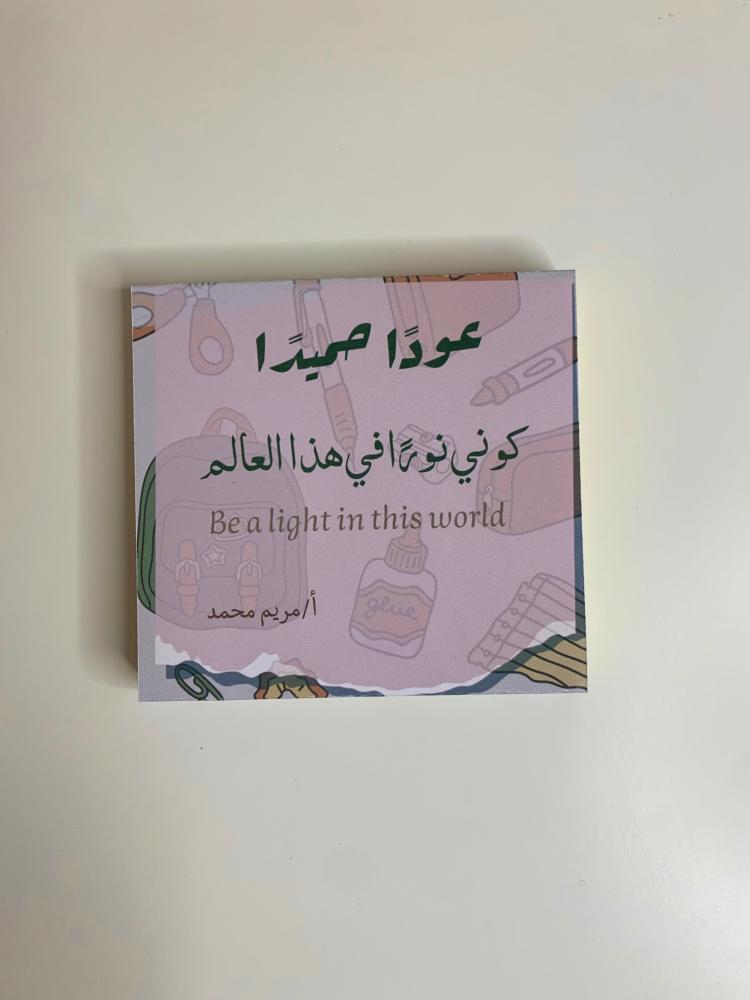 عودًا حميدًا
كوني نورًا في هذا العالم
Be a light in this world
glue
أ/مريم محمد